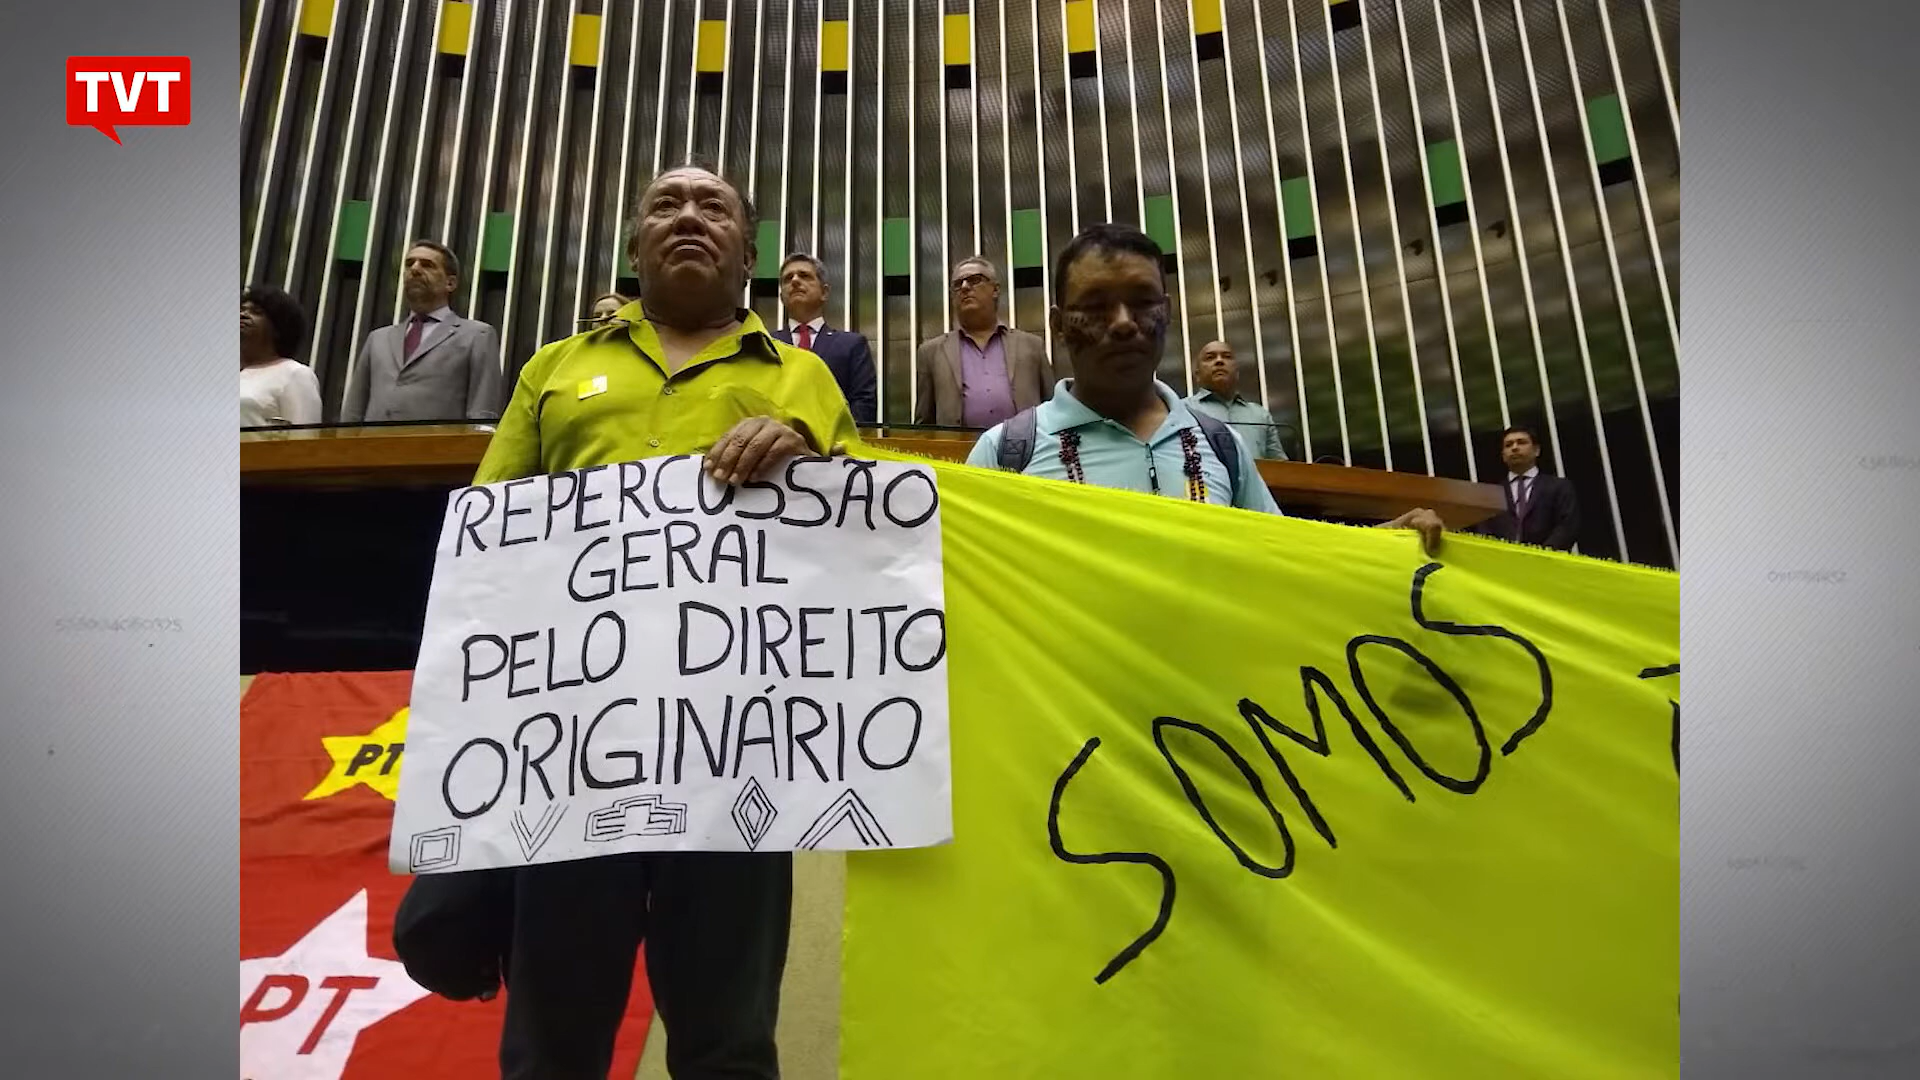 TVT
REPERCUSSÃO
GERAL
PELO DIREITO
ORIGINÁRIO
SOMOS
PT
PT